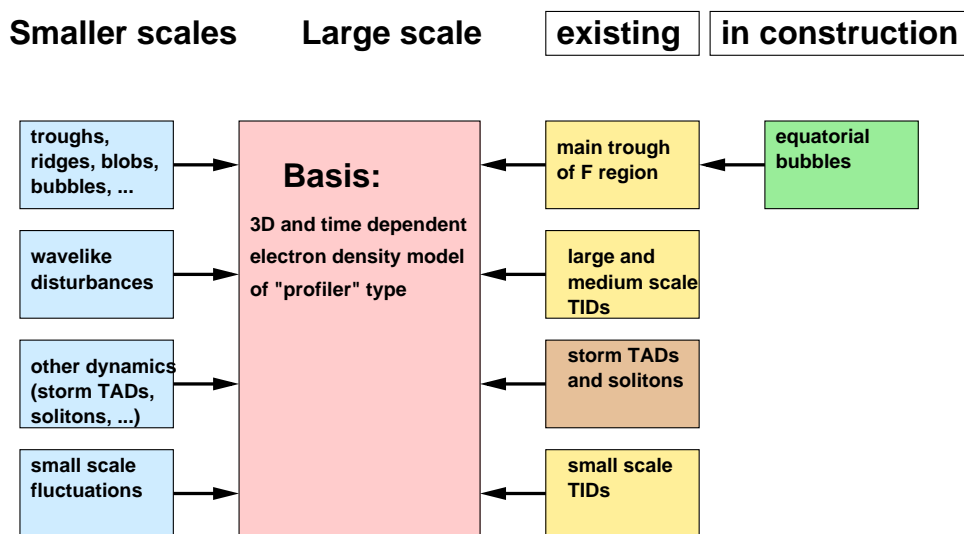 Smaller scales
Large scale
existing
in construction
troughs,
ridges, blobs,
bubbles, ...
wavelike
disturbances
other dynamics
(storm TADs,
solitons, ...)
small scale
fluctuations
Basis:
3D and time dependent
electron density model
of "profiler" type
main trough
of F region
large and
medium scale
TIDs
storm TADs
and solitons
small scale
TIDs
equatorial
bubbles